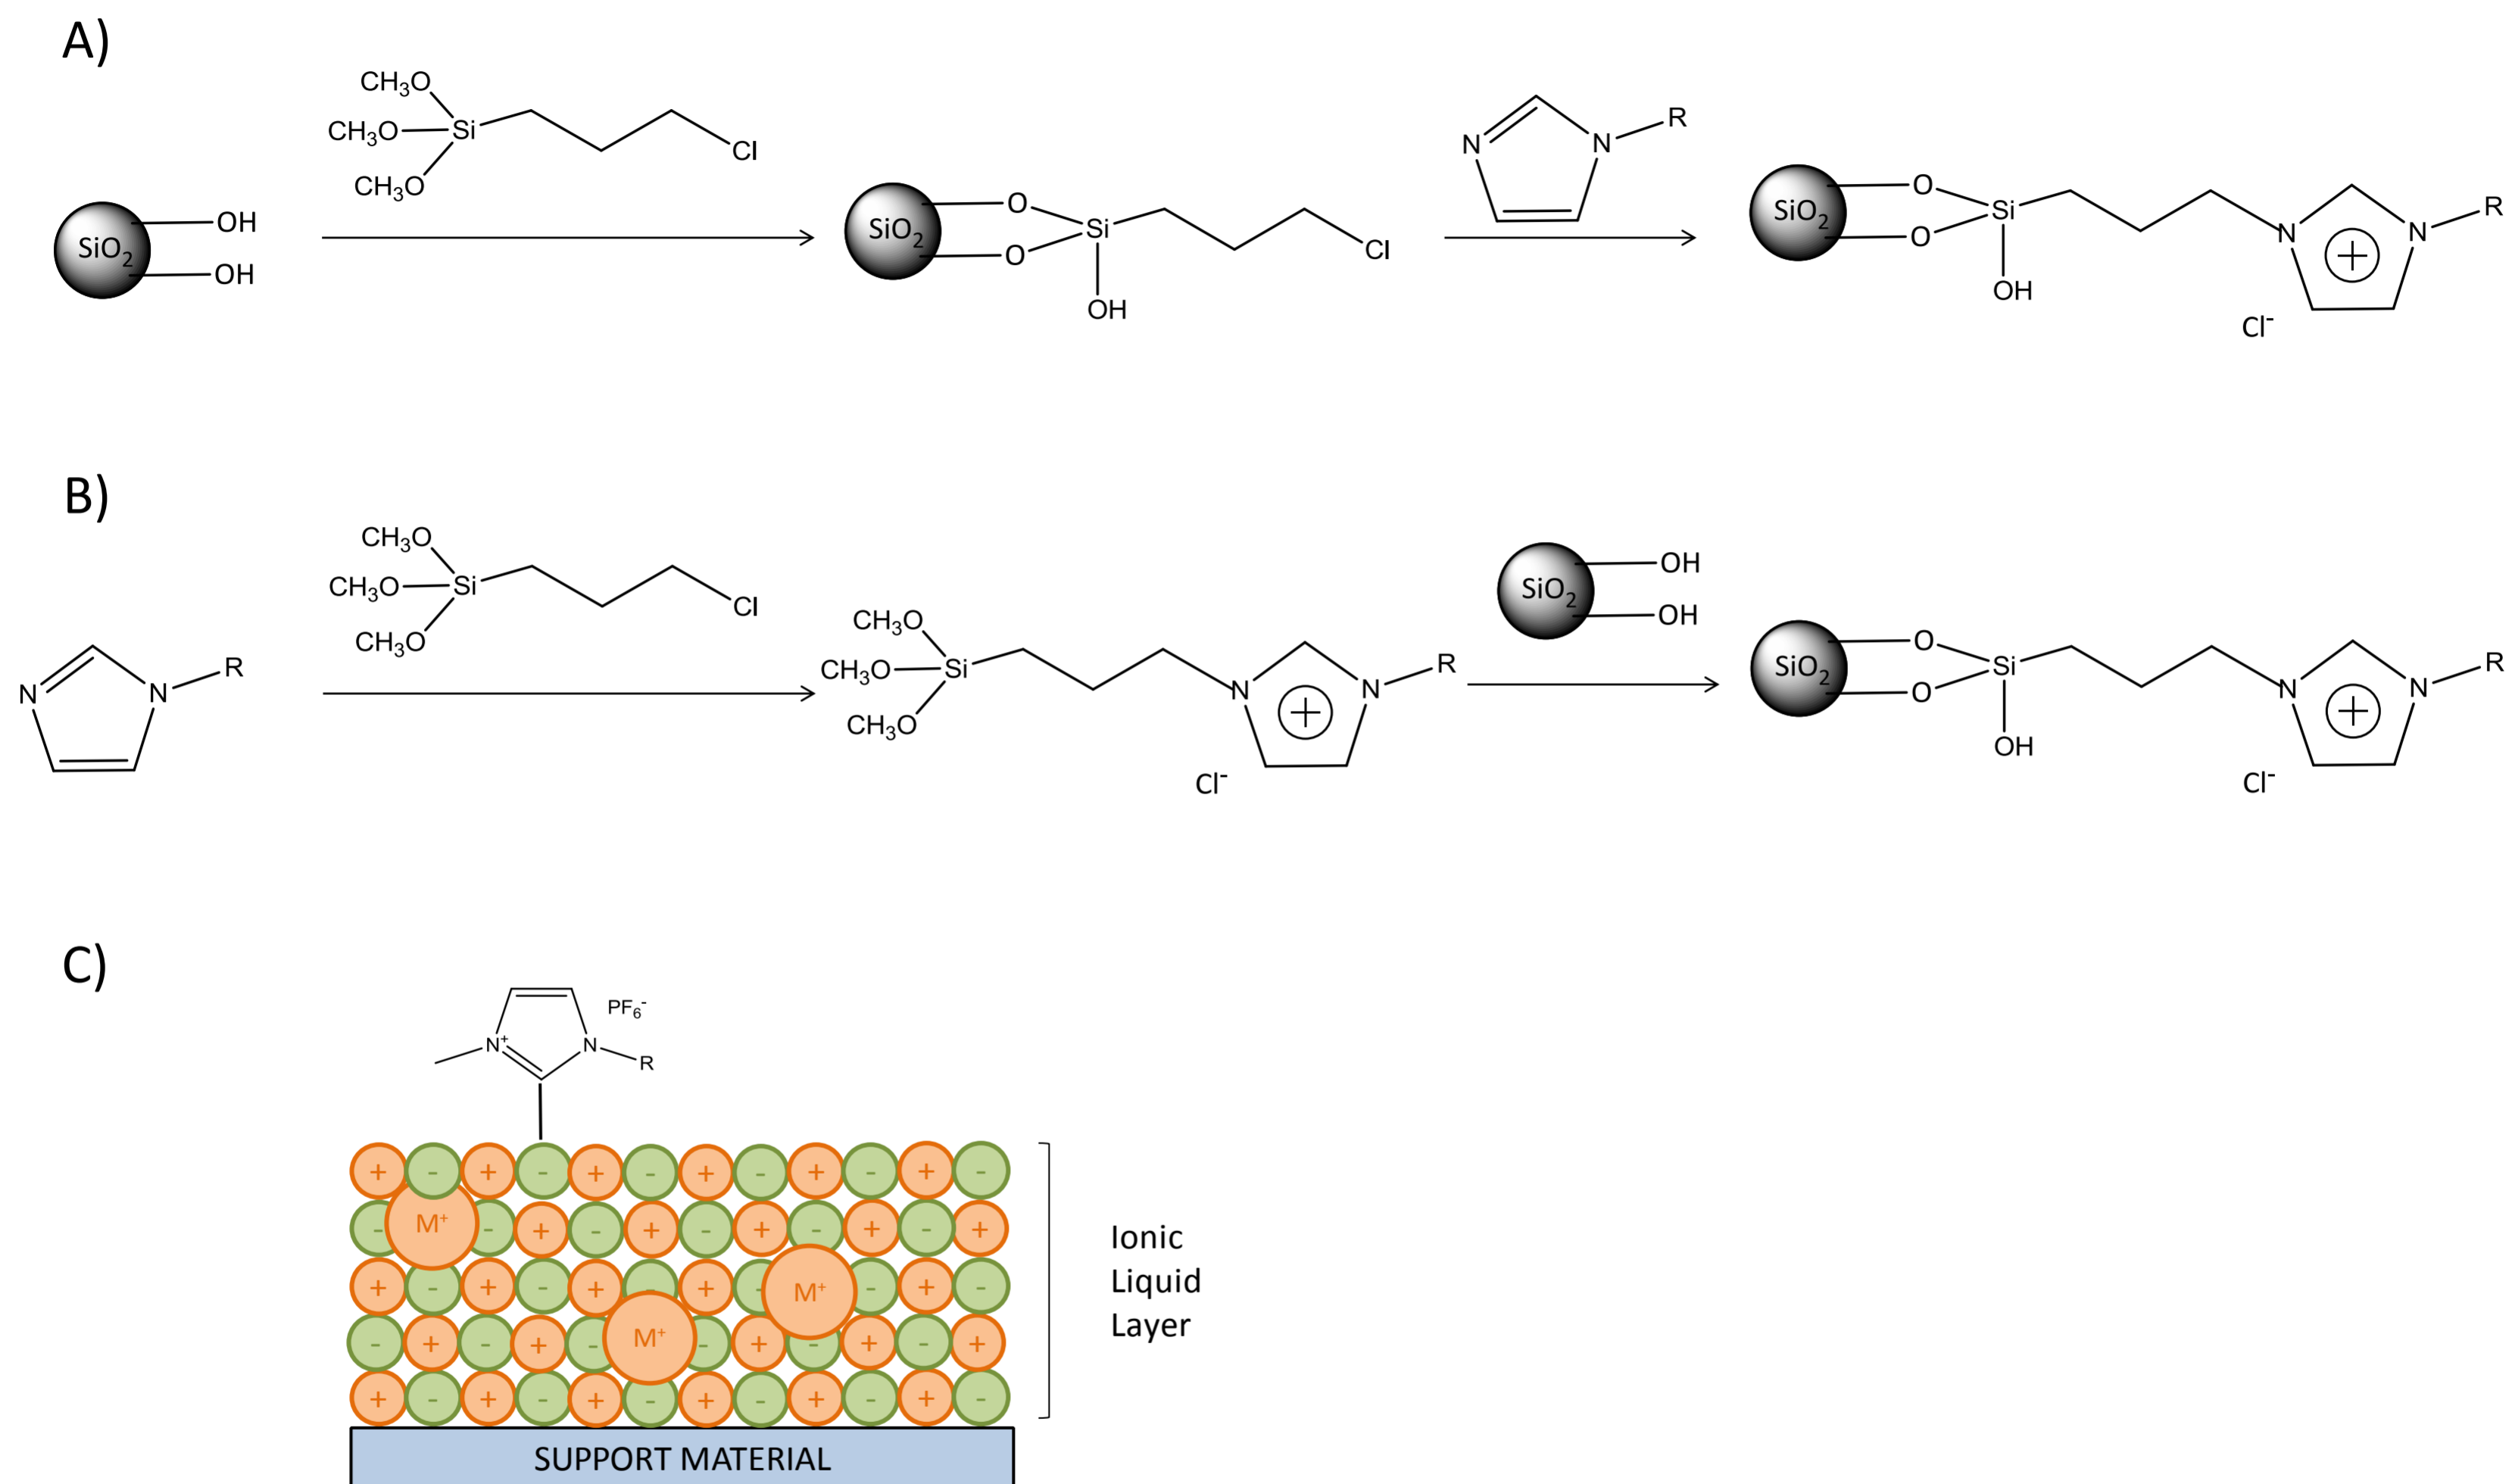 A)
CH3O
CH3O
Si
Cl
CH3O
SiO2
OH
OH
SiO2
O
O
Si
OH
Cl
N
N
R
SiO2
O
O
Si
OH
N
N
R
Cl-
B)
N
N
R
CH3O
CH3O
Si
Cl
CH3O
CH3O
CH3O
Si
CH3O
N
N
R
Cl-
SiO2
OH
OH
SiO2
O
O
Si
OH
N
N
R
Cl-
C)
PF6-
N+
N
R
+ - + - + - + - + - + -
- M+ - + - + - + - + - +
+ - + - + - + - M+ - + -
- + - + - M+ - + - + - +
+ - + - + - + - + - + -
Ionic
Liquid
Layer
SUPPORT MATERIAL